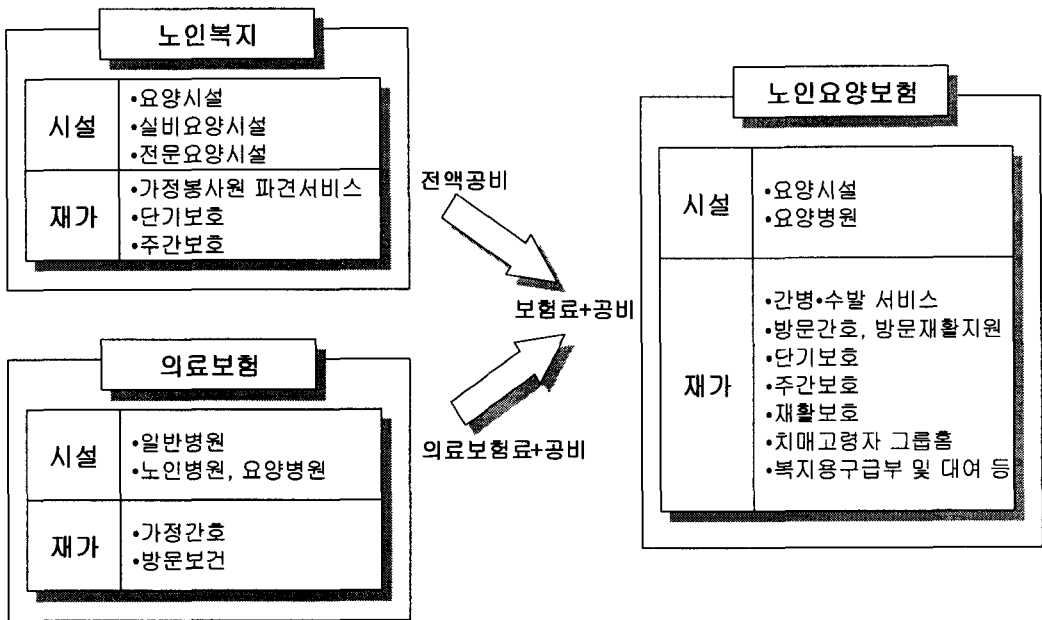 노인복지
시설
•요양시설
•실비요양시설
•전문요양시설
재가
•가정봉사원 파견서비스
•단기보호
•주간보호
의료보험
시설
•일반병원
•노인병원, 요양병원
재가
•가정간호
•방문보건
전액공비
보험료+공비
의료보험료+공비
노인요양보험
시설
•요양시설
•요양병원
재가
•간병•수발 서비스
•방문간호, 방문재활지원
•단기보호
•주간보호
•재활보호
•치매고령자 그룹홈
•복지용구급부 및 대여 등